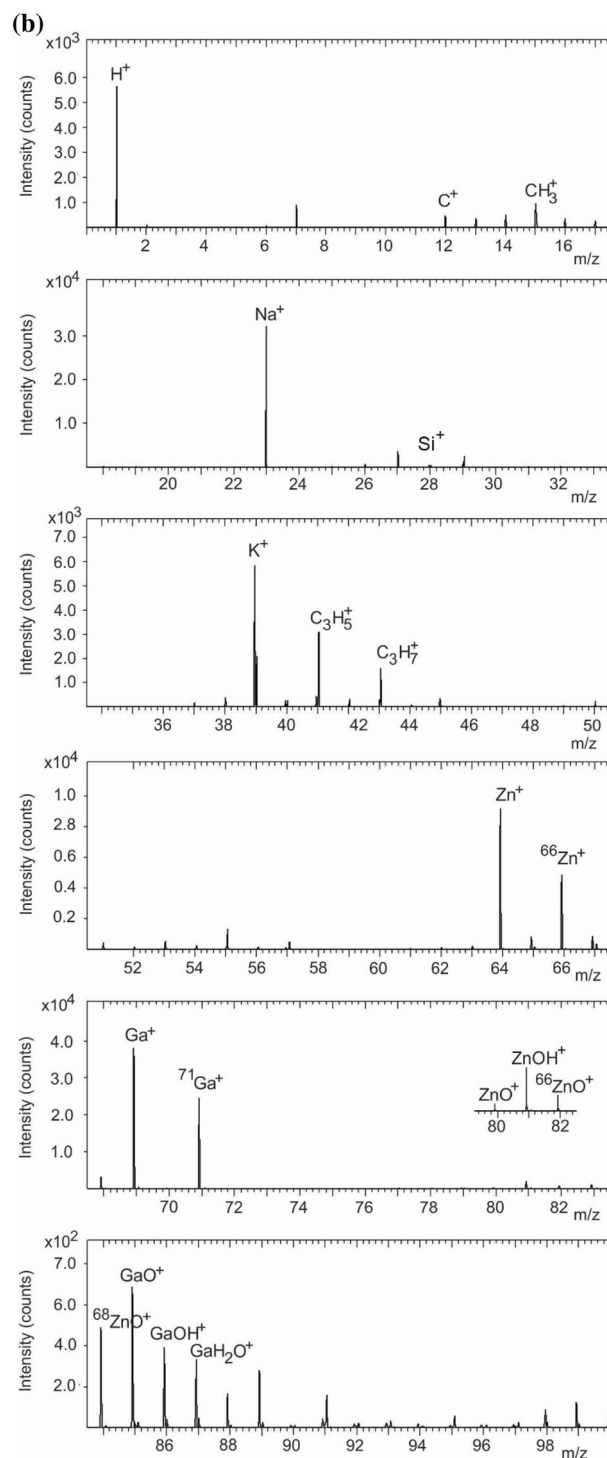 (b)
x10³
Intensity (counts)
6.0
5.0
4.0
3.0
2.0
1.0
H⁺
C⁺
CH₃⁺
2 4 6 8 10 12 14 16
m/z
x10⁴
Intensity (counts)
3.0
2.0
1.0
Na⁺
Si⁺
20 22 24 26 28 30 32
m/z
x10³
Intensity (counts)
7.0
6.0
5.0
4.0
3.0
2.0
1.0
K⁺
C₃H₅⁺
C₃H₇⁺
36 38 40 42 44 46 48 50
m/z
x10⁴
Intensity (counts)
1.0
2.8
0.6
0.4
0.2
Zn⁺
⁶⁶Zn⁺
52 54 56 58 60 62 64 66
m/z
x10⁴
Intensity (counts)
4.0
3.0
2.0
1.0
Ga⁺
⁷¹Ga⁺
ZnOH⁺
ZnO⁺ ⁶⁶ZnO⁺
80 82
70 72 74 76 78 80 82
m/z
x10²
Intensity (counts)
7.0
6.0
4.0
2.0
GaO⁺
⁶⁸ZnO⁺
GaOH⁺
GaH₂O⁺
86 88 90 92 94 96 98
m/z